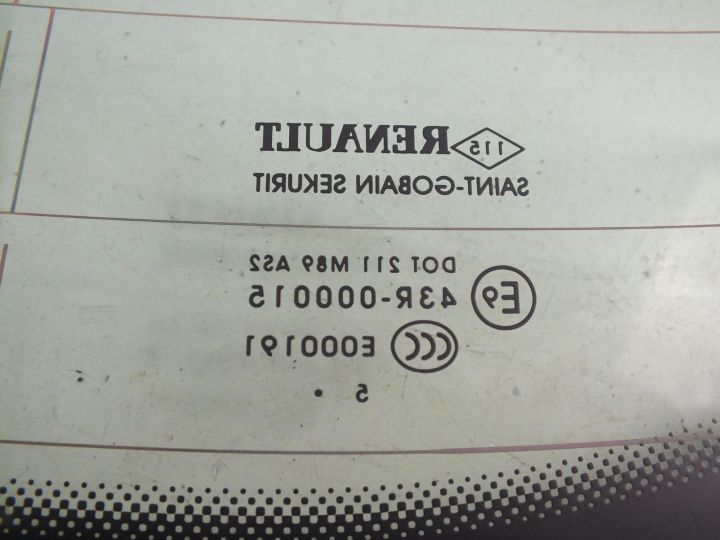 115 RENAULT
SAINT-GOBAIN SEKURIT
DOT 211 M89 AS2
E9 43R-000015
CCC E000191
5 •